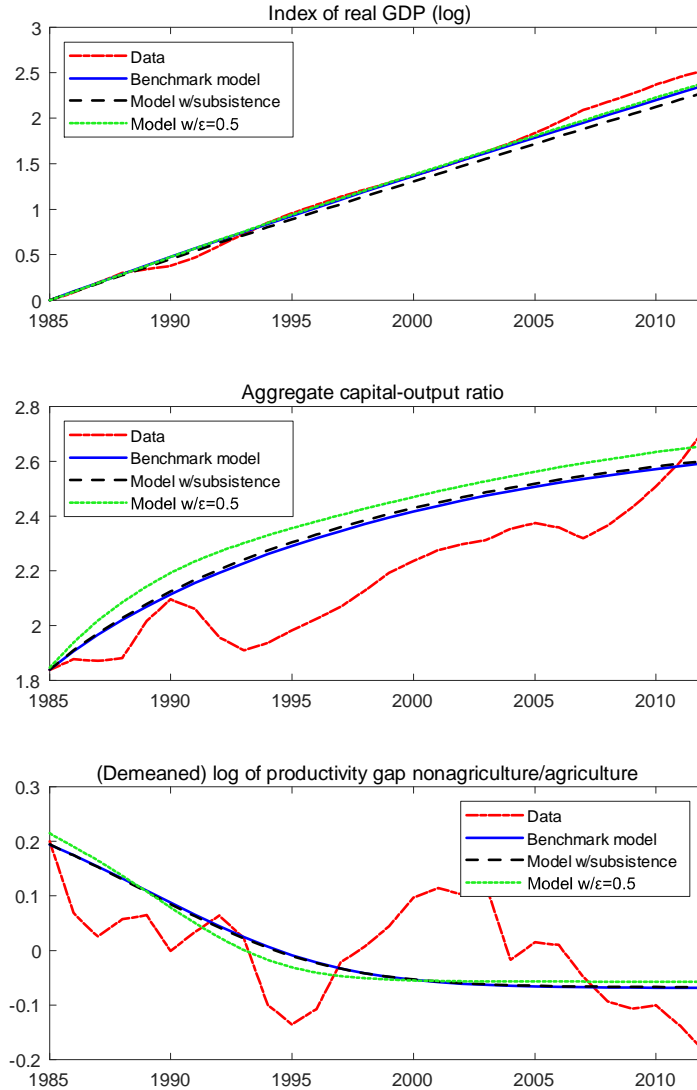 Index of real GDP (log)
3
2.5
2
1.5
1
0.5
0
Data
Benchmark model
Model w/subsistence
Model w/ε=0.5
1985 1990 1995 2000 2005 2010
Aggregate capital-output ratio
2.8
2.6
2.4
2.2
2
1.8
Data
Benchmark model
Model w/subsistence
Model w/ε=0.5
1985 1990 1995 2000 2005 2010
(Demeaned) log of productivity gap nonagriculture/agriculture
0.3
0.2
0.1
0
-0.1
-0.2
Data
Benchmark model
Model w/subsistence
Model w/ε=0.5
1985 1990 1995 2000 2005 2010